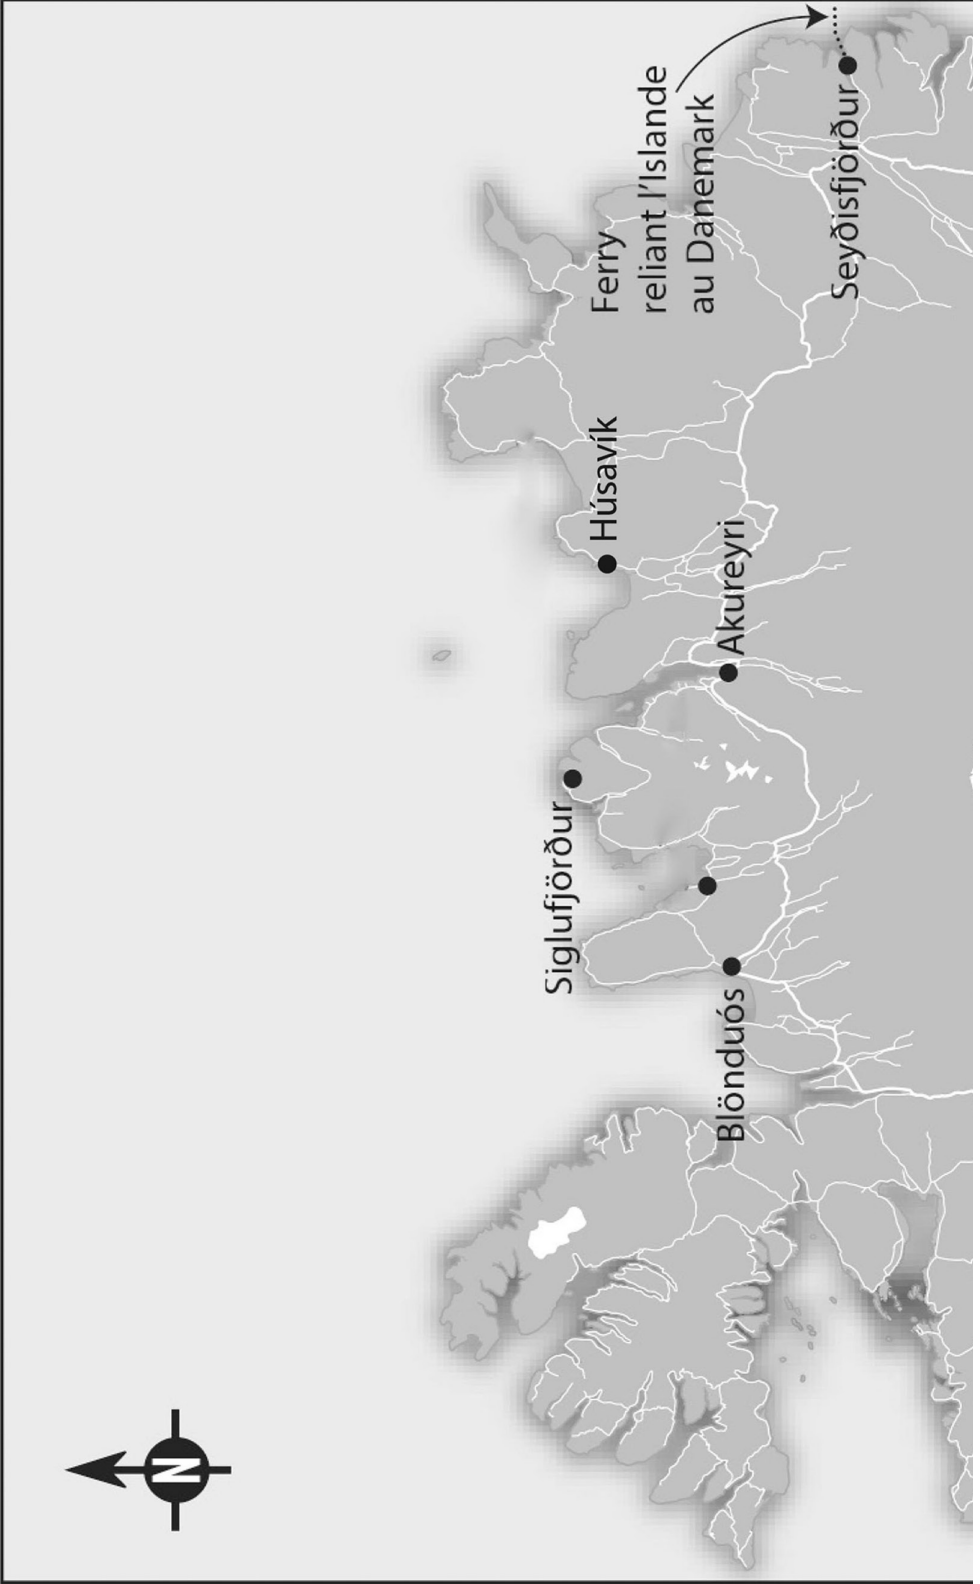 N
Siglufjörður
Blönduós
Akureyri
Húsavík
Ferry
reliant l'Islande
au Danemark
Seyðisfjörður